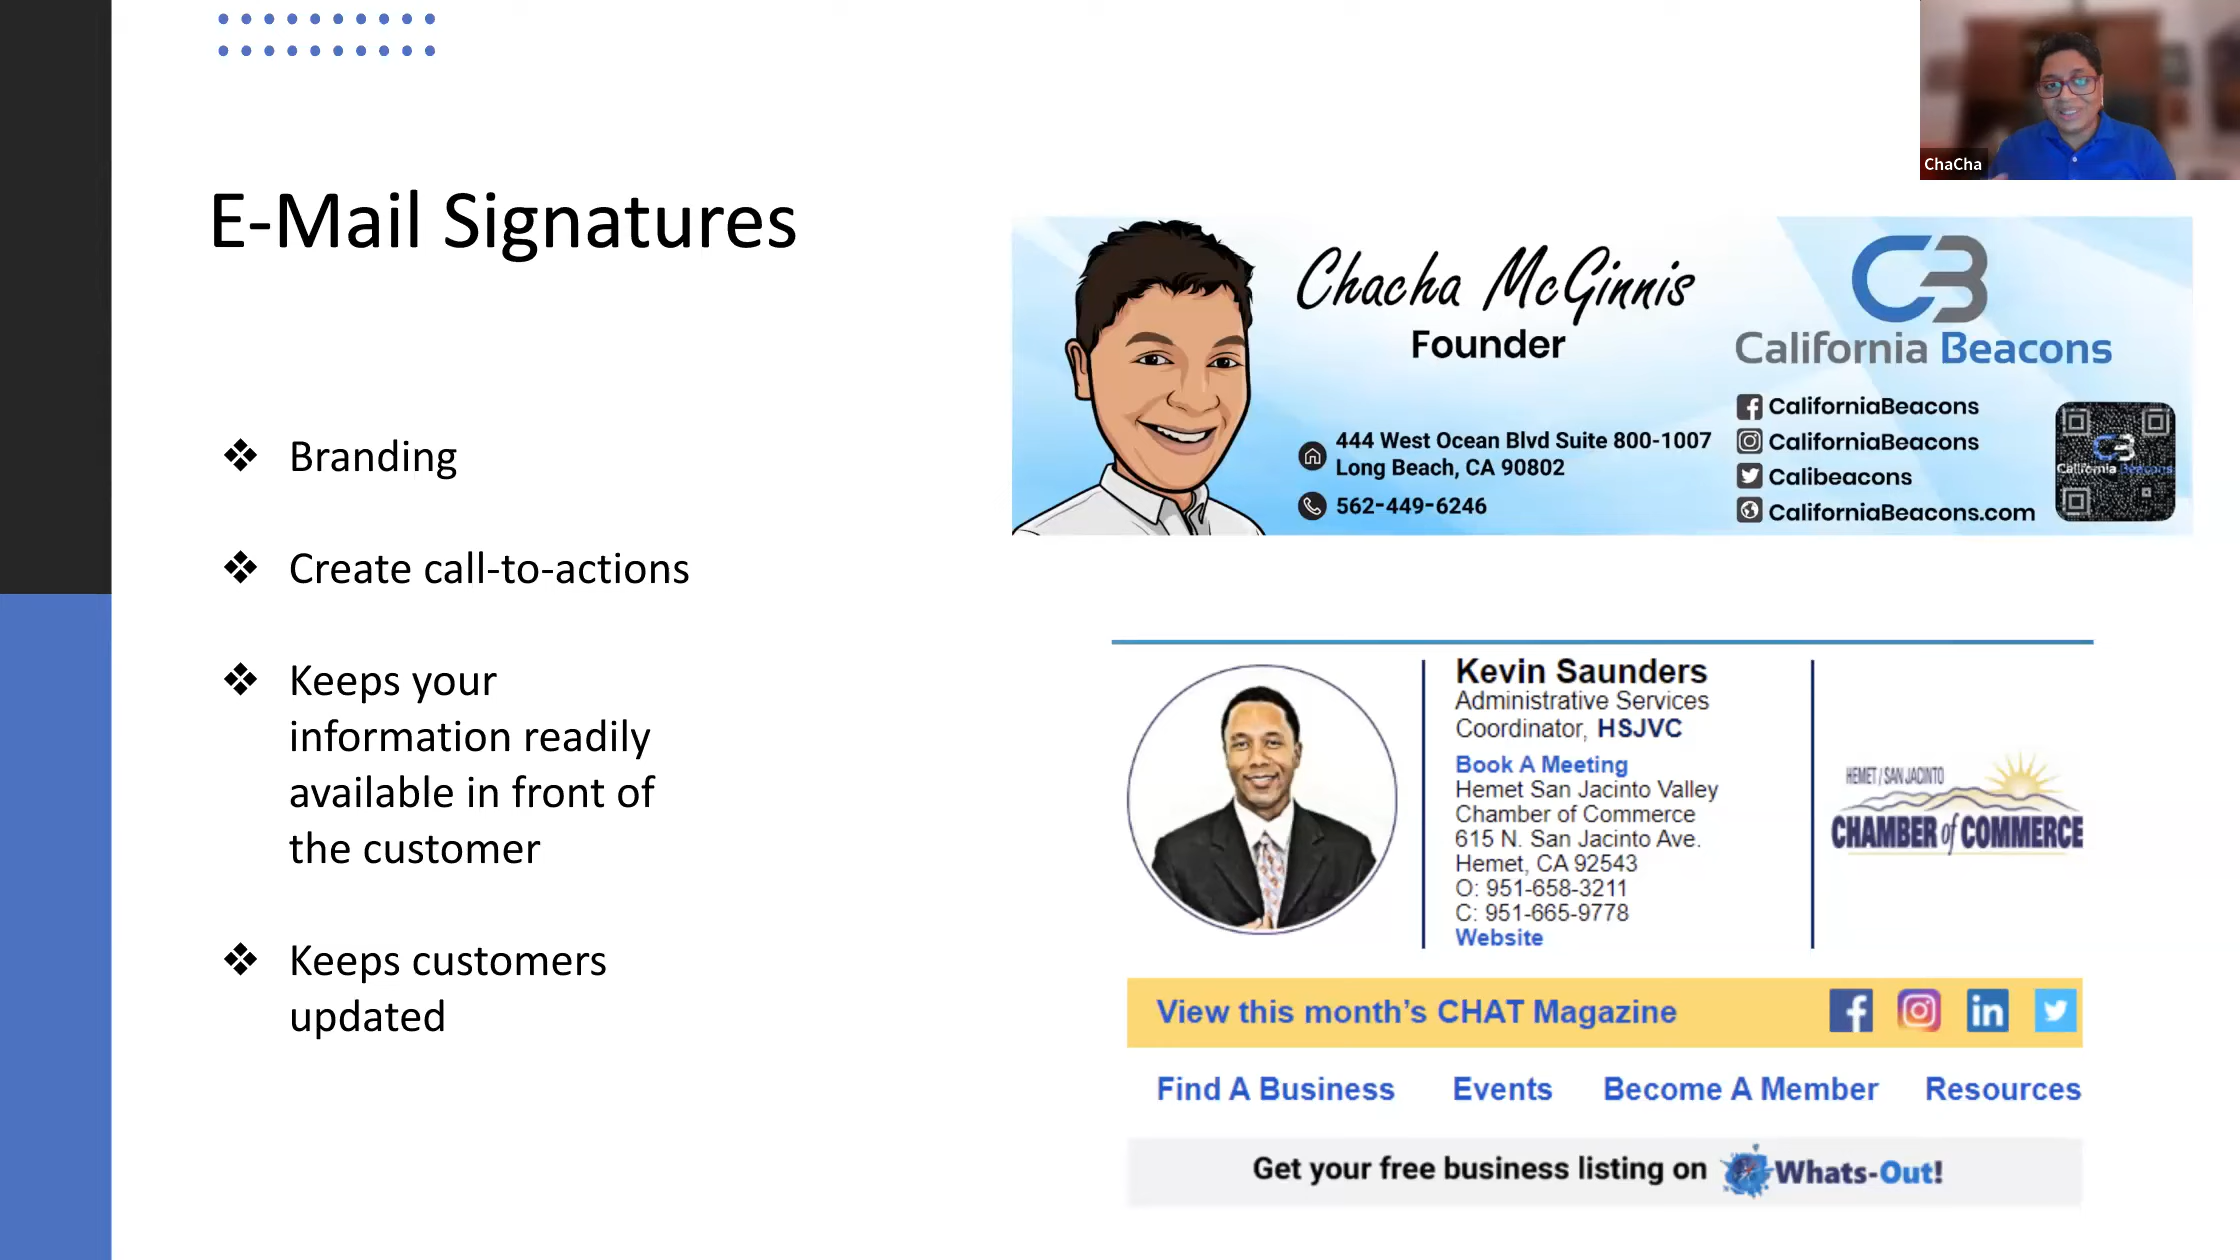 ChaCha
E-Mail Signatures
❖ Branding
❖ Create call-to-actions
❖ Keeps your
information readily
available in front of
the customer
❖ Keeps customers
updated
Chacha McGinnis
Founder
444 West Ocean Blvd Suite 800-1007
Long Beach, CA 90802
562-449-6246
CB
California Beacons
CaliforniaBeacons
CaliforniaBeacons
Calibeacons
CaliforniaBeacons.com
CB
California Beacons
Kevin Saunders
Administrative Services
Coordinator, HSJVC
Book A Meeting
Hemet San Jacinto Valley
Chamber of Commerce
615 N. San Jacinto Ave.
Hemet, CA 92543
O: 951-658-3211
C: 951-665-9778
Website
HEMET / SAN JACINTO
CHAMBER of COMMERCE
View this month's CHAT Magazine
Find A Business Events Become A Member Resources
Get your free business listing on Whats-Out!